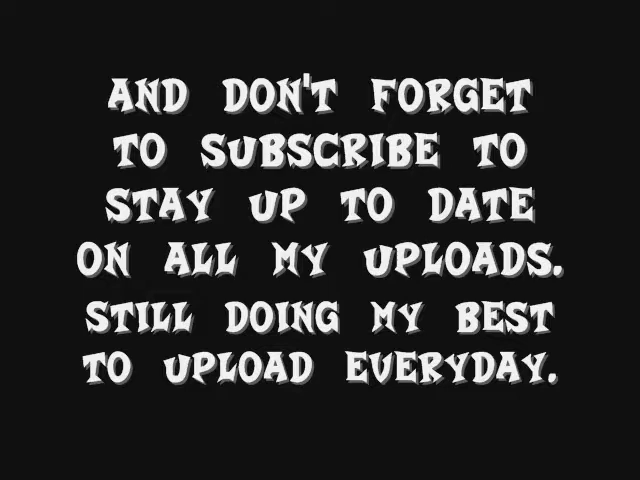 AND DON'T FORGET
TO SUBSCRIBE TO
STAY UP TO DATE
ON ALL MY UPLOADS.
STILL DOING MY BEST
TO UPLOAD EVERYDAY.